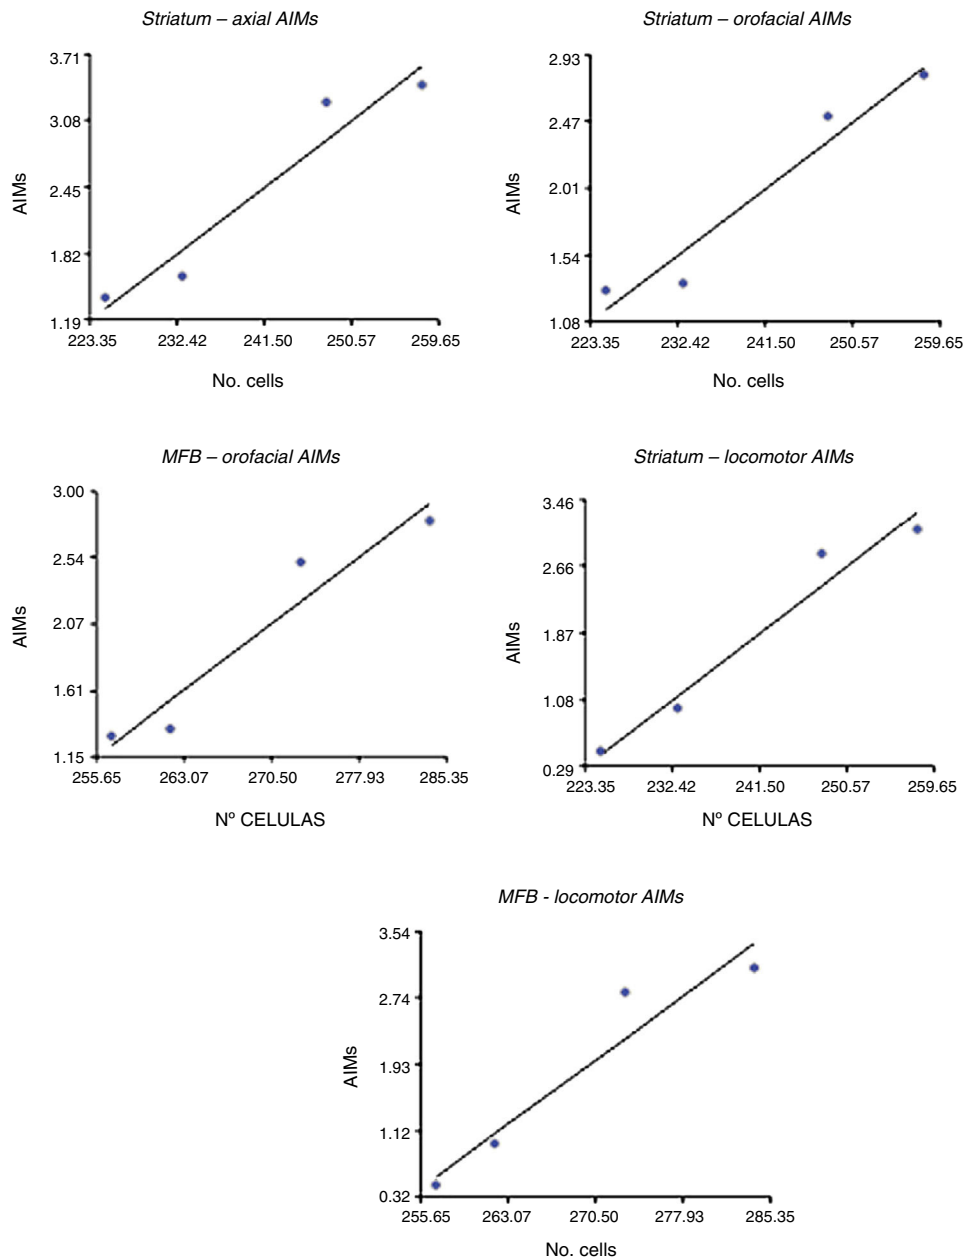 Striatum – axial AIMs
3.71
3.08
2.45
1.82
1.19
AIMs
223.35 232.42 241.50 250.57 259.65
No. cells
Striatum – orofacial AIMs
2.93
2.47
2.01
1.54
1.08
AIMs
223.35 232.42 241.50 250.57 259.65
No. cells
MFB – orofacial AIMs
3.00
2.54
2.07
1.61
1.15
AIMs
255.65 263.07 270.50 277.93 285.35
Nº CELULAS
Striatum – locomotor AIMs
3.46
2.66
1.87
1.08
0.29
AIMs
223.35 232.42 241.50 250.57 259.65
Nº CELULAS
MFB - locomotor AIMs
3.54
2.74
1.93
1.12
0.32
AIMs
255.65 263.07 270.50 277.93 285.35
No. cells